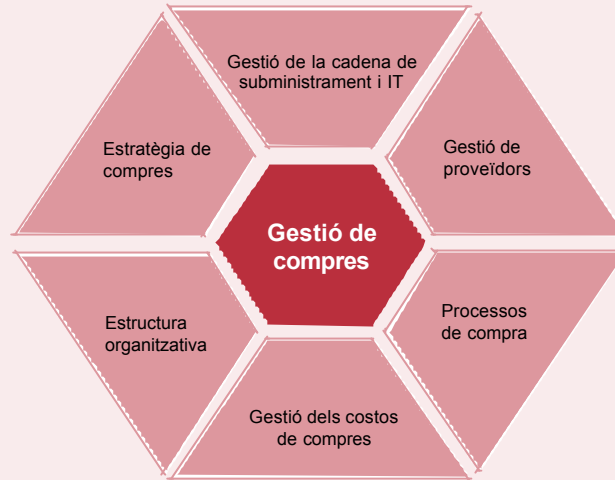 Gestió de la cadena de
subministrament i IT
Estratègia de
compres
Gestió de
proveïdors
Gestió de
compres
Estructura
organitzativa
Processos
de compra
Gestió dels costos
de compres